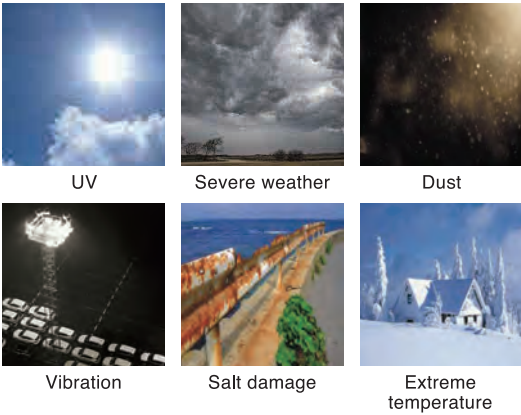 UV
Severe weather
Dust
Vibration
Salt damage
Extreme
temperature